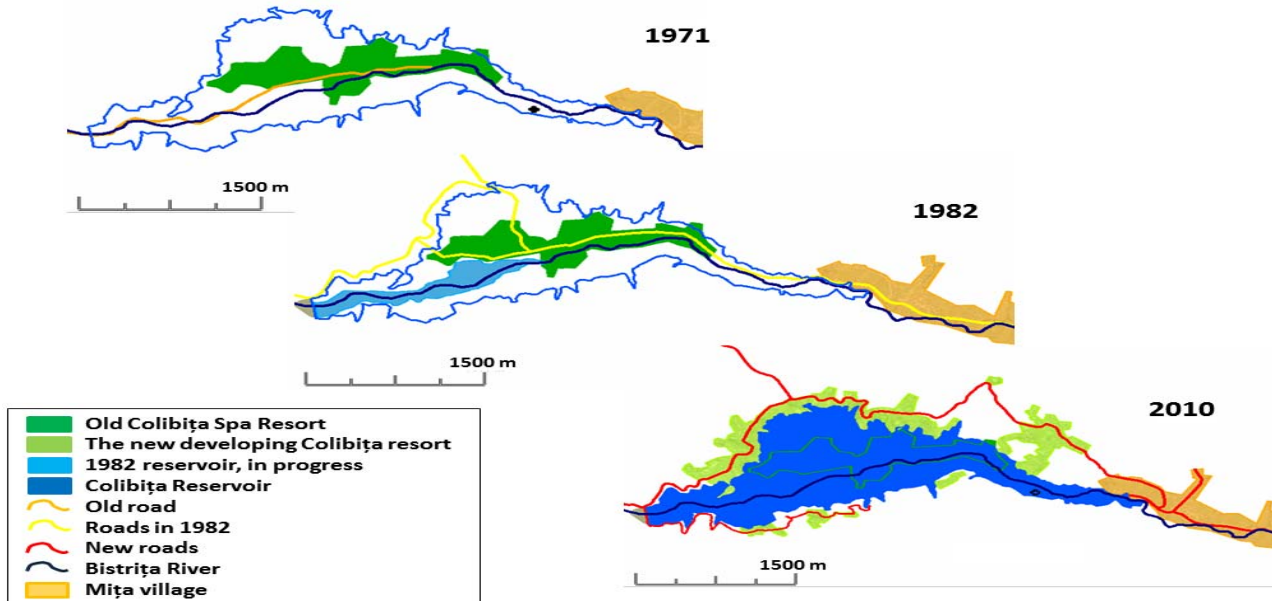 1971
1500 m
1982
1500 m
2010
1500 m
Old Colibița Spa Resort
The new developing Colibița resort
1982 reservoir, in progress
Colibița Reservoir
Old road
Roads in 1982
New roads
Bistrița River
Mița village